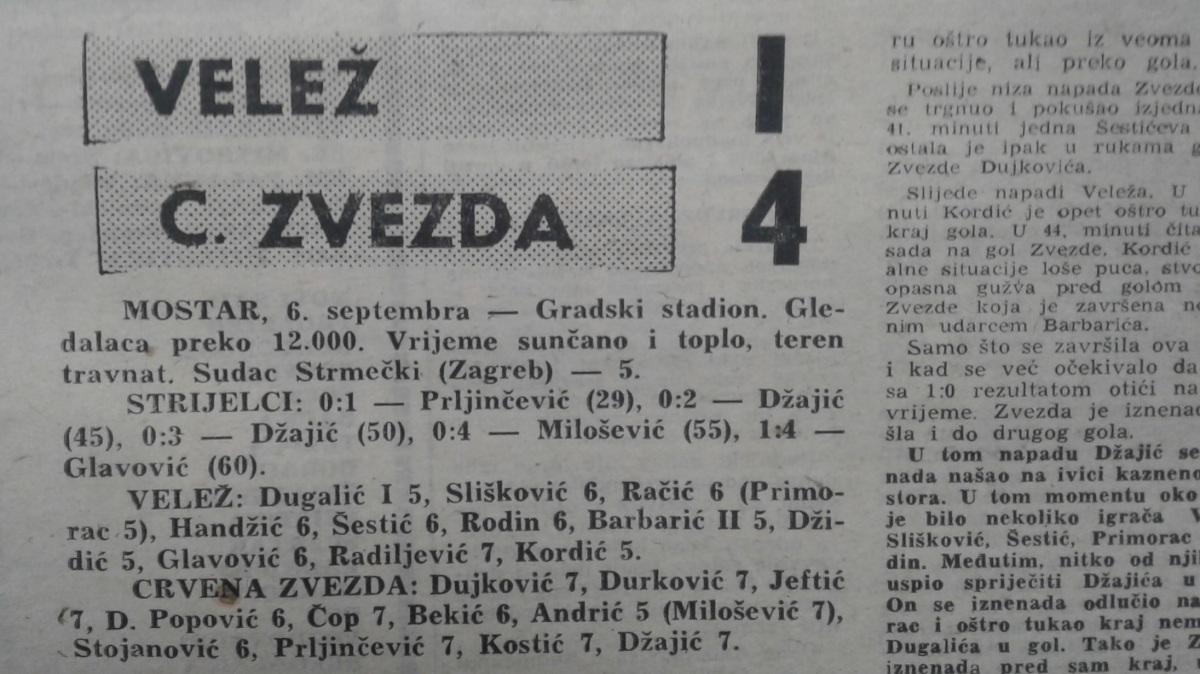 VELEŽ 1
C. ZVEZDA 4
MOSTAR, 6. septembra — Gradski stadion. Gle-
dalaca preko 12.000. Vrijeme sunčano i toplo, teren
travnat. Sudac Strmečki (Zagreb) — 5.
STRIJELCI: 0:1 — Prljinčević (29), 0:2 — Džajić
(45), 0:3 — Džajić (50), 0:4 — Milošević (55), 1:4 —
Glavović (60).
VELEŽ: Dugalić I 5, Slišković 6, Račić 6 (Primo-
rac 5), Handžić 6, Šestić 6, Rodin 6, Barbarić II 5, Dži-
dić 5, Glavović 6, Radiljević 7, Kordić 5.
CRVENA ZVEZDA: Dujković 7, Durković 7, Jeftić
7, D. Popović 6, Čop 7, Bekić 6, Andrić 5 (Milošević 7),
Stojanović 6, Prljinčević 7, Kostić 7, Džajić 7.
ru oštro tukao iz veoma
situacije, ali preko gola.
Poslije niza napada Zvezde
se trgnuo i pokušao izjedna
41. minuti jedna Šestićeva
ostala je ipak u rukama g
Zvezde Dujkovića.
Slijede napadi Veleža. U
nuti Kordić je opet oštro tu
kraj gola. U 44. minuti čita
sada na gol Zvezde. Kordić
alne situacije loše puca, stvo
opasna gužva pred golom
Zvezde koja je završena ne
nim udarcem Barbarića.
Samo što se završila ova
i kad se već očekivalo da
sa 1:0 rezultatom otići na
vrijeme. Zvezda je iznenad
šla i do drugog gola.
U tom napadu Džajić se
nada našao na ivici kazneno
stora. U tom momentu oko
je bilo nekoliko igrača V
Slišković, Šestić, Primorac
din. Međutim, nitko od njih
uspio spriječiti Džajića u
On se iznenada odlučio na
rac i oštro tukao kraj nem
Dugalića u gol. Tako je Z
iznenada pred sam kraj,